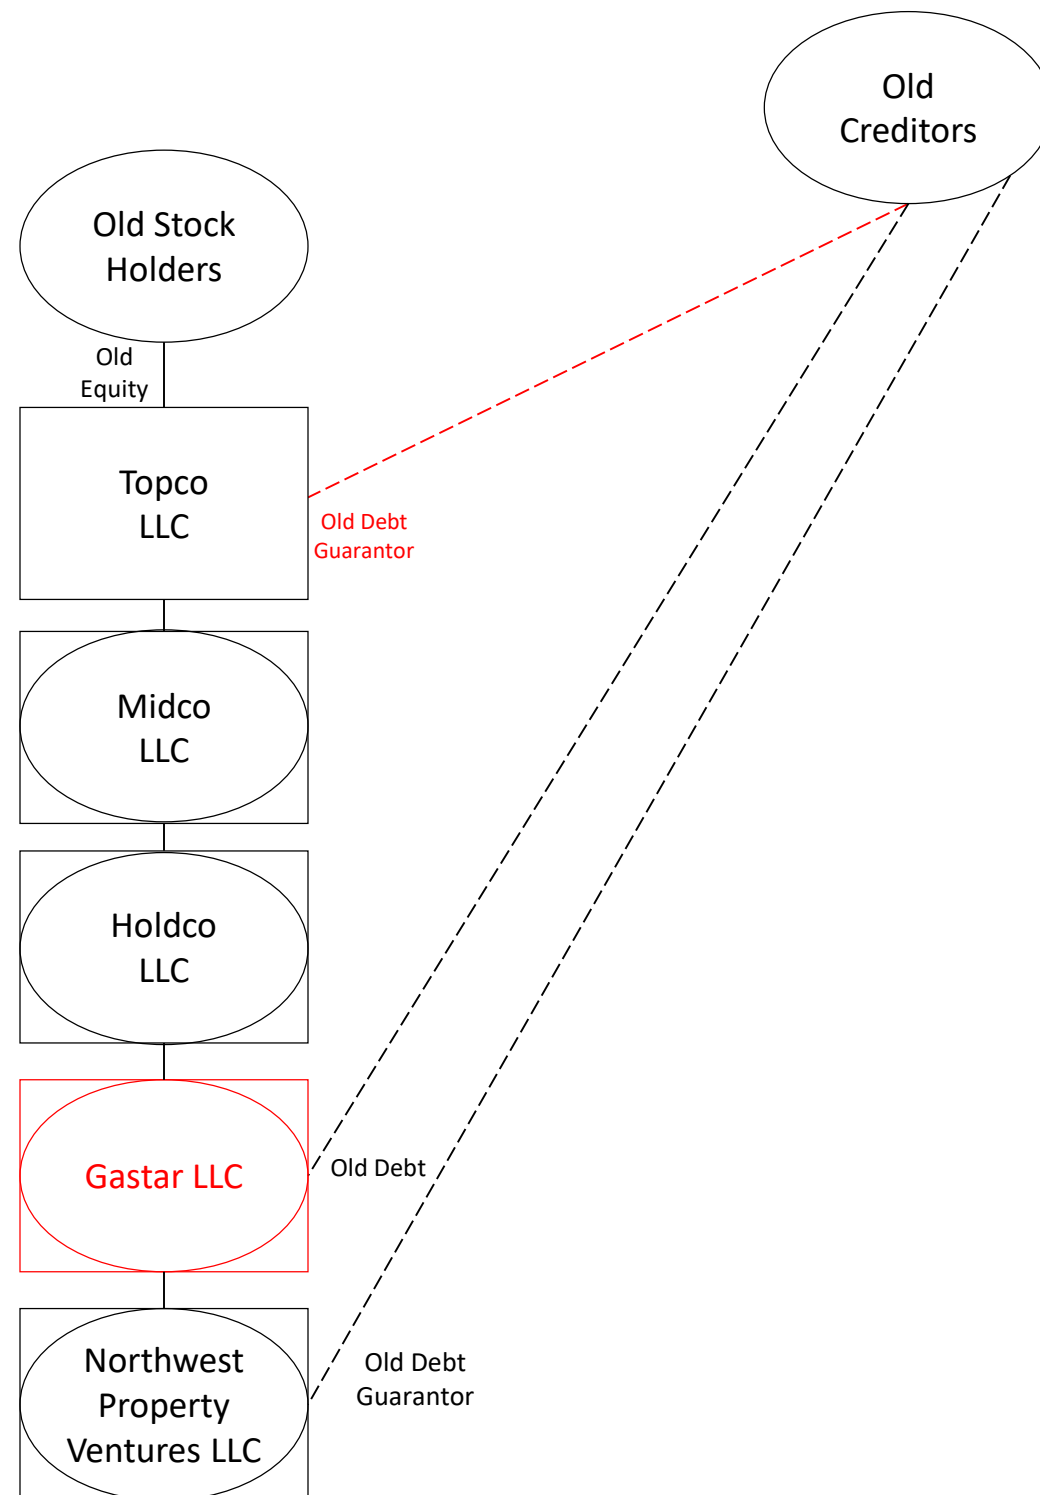 Old
Creditors
Old Stock
Holders
Old
Equity
Topco
LLC
Old Debt
Guarantor
Midco
LLC
Holdco
LLC
Gastar LLC
Old Debt
Northwest
Property
Ventures LLC
Old Debt
Guarantor